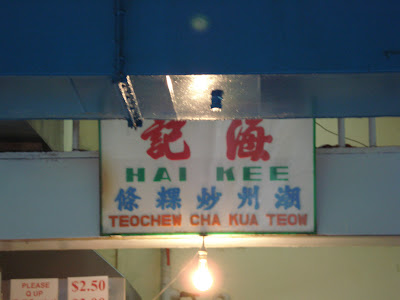 記海
HAI KEE
條粿炒州潮
TEOCHEW CHA KUA TEOW
PLEASE
Q UP
$2.50